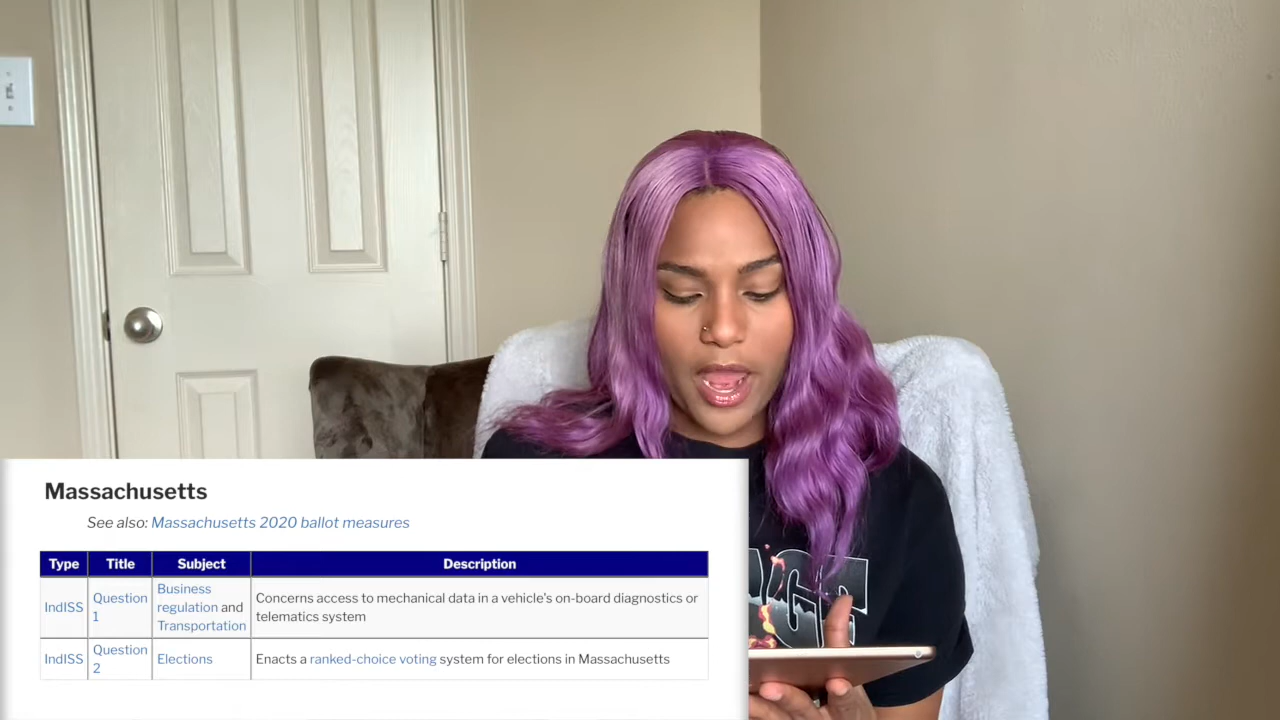 Massachusetts
See also: Massachusetts 2020 ballot measures
Type Title Subject Description
IndISS Question 1 Business regulation and Transportation Concerns access to mechanical data in a vehicle's on-board diagnostics or telematics system
IndISS Question 2 Elections Enacts a ranked-choice voting system for elections in Massachusetts